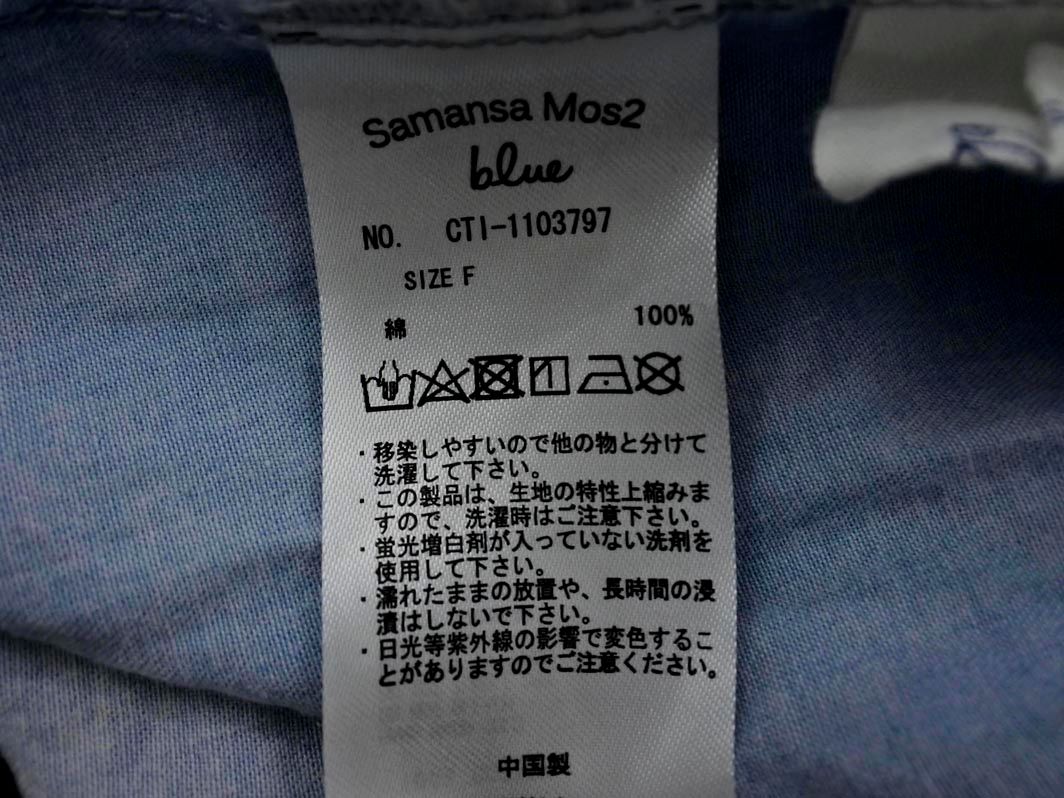 Samansa Mos2
blue
NO. CTI-1103797
SIZE F
綿 100%
・移染しやすいので他の物と分けて
洗濯して下さい。
・この製品は、生地の特性上縮みま
すので、洗濯時はご注意下さい。
・蛍光増白剤が入っていない洗剤を
使用して下さい。
・濡れたままの放置や、長時間の浸
漬はしないで下さい。
・日光等紫外線の影響で変色するこ
とがありますのでご注意ください。
中国製